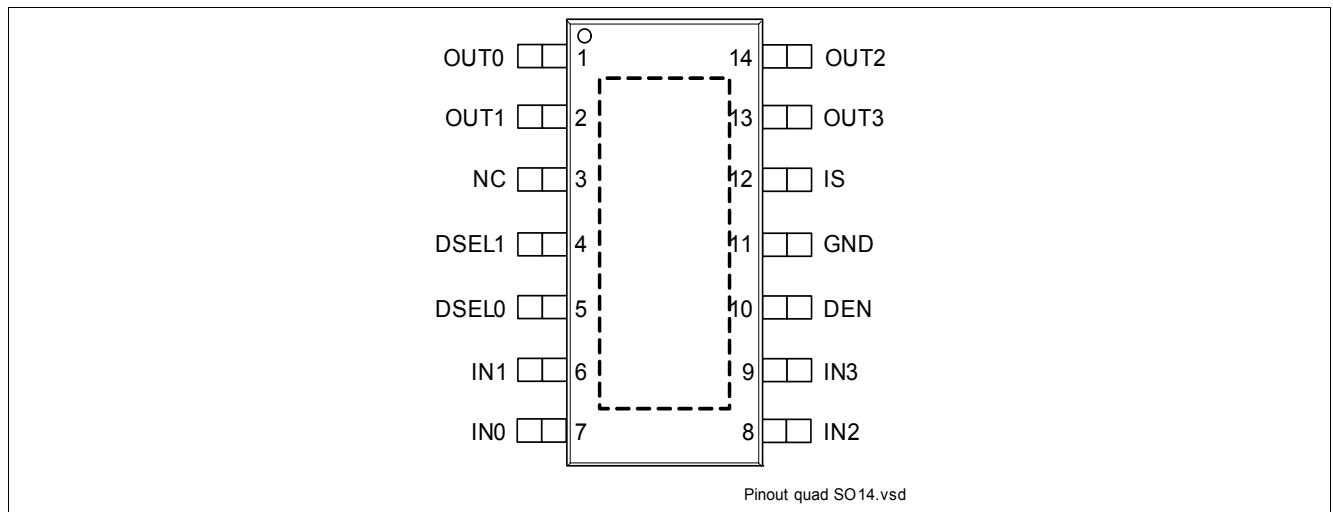 OUT0 1 14 OUT2
OUT1 2 13 OUT3
NC 3 12 IS
DSEL1 4 11 GND
DSEL0 5 10 DEN
IN1 6 9 IN3
IN0 7 8 IN2
Pinout quad SO14.vsd